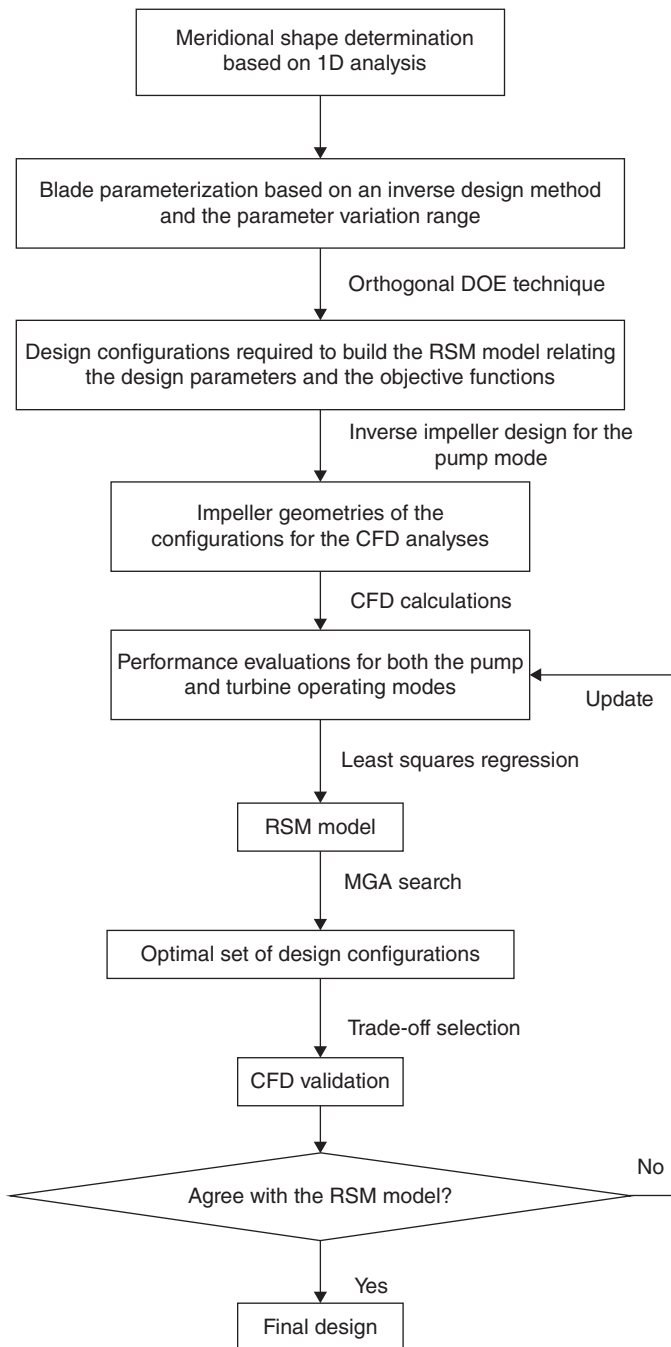 Meridional shape determination
based on 1D analysis
Blade parameterization based on an inverse design method
and the parameter variation range
Orthogonal DOE technique
Design configurations required to build the RSM model relating
the design parameters and the objective functions
Inverse impeller design for the
pump mode
Impeller geometries of the
configurations for the CFD analyses
CFD calculations
Performance evaluations for both the pump
and turbine operating modes
Update
Least squares regression
RSM model
MGA search
Optimal set of design configurations
Trade-off selection
CFD validation
No
Agree with the RSM model?
Yes
Final design